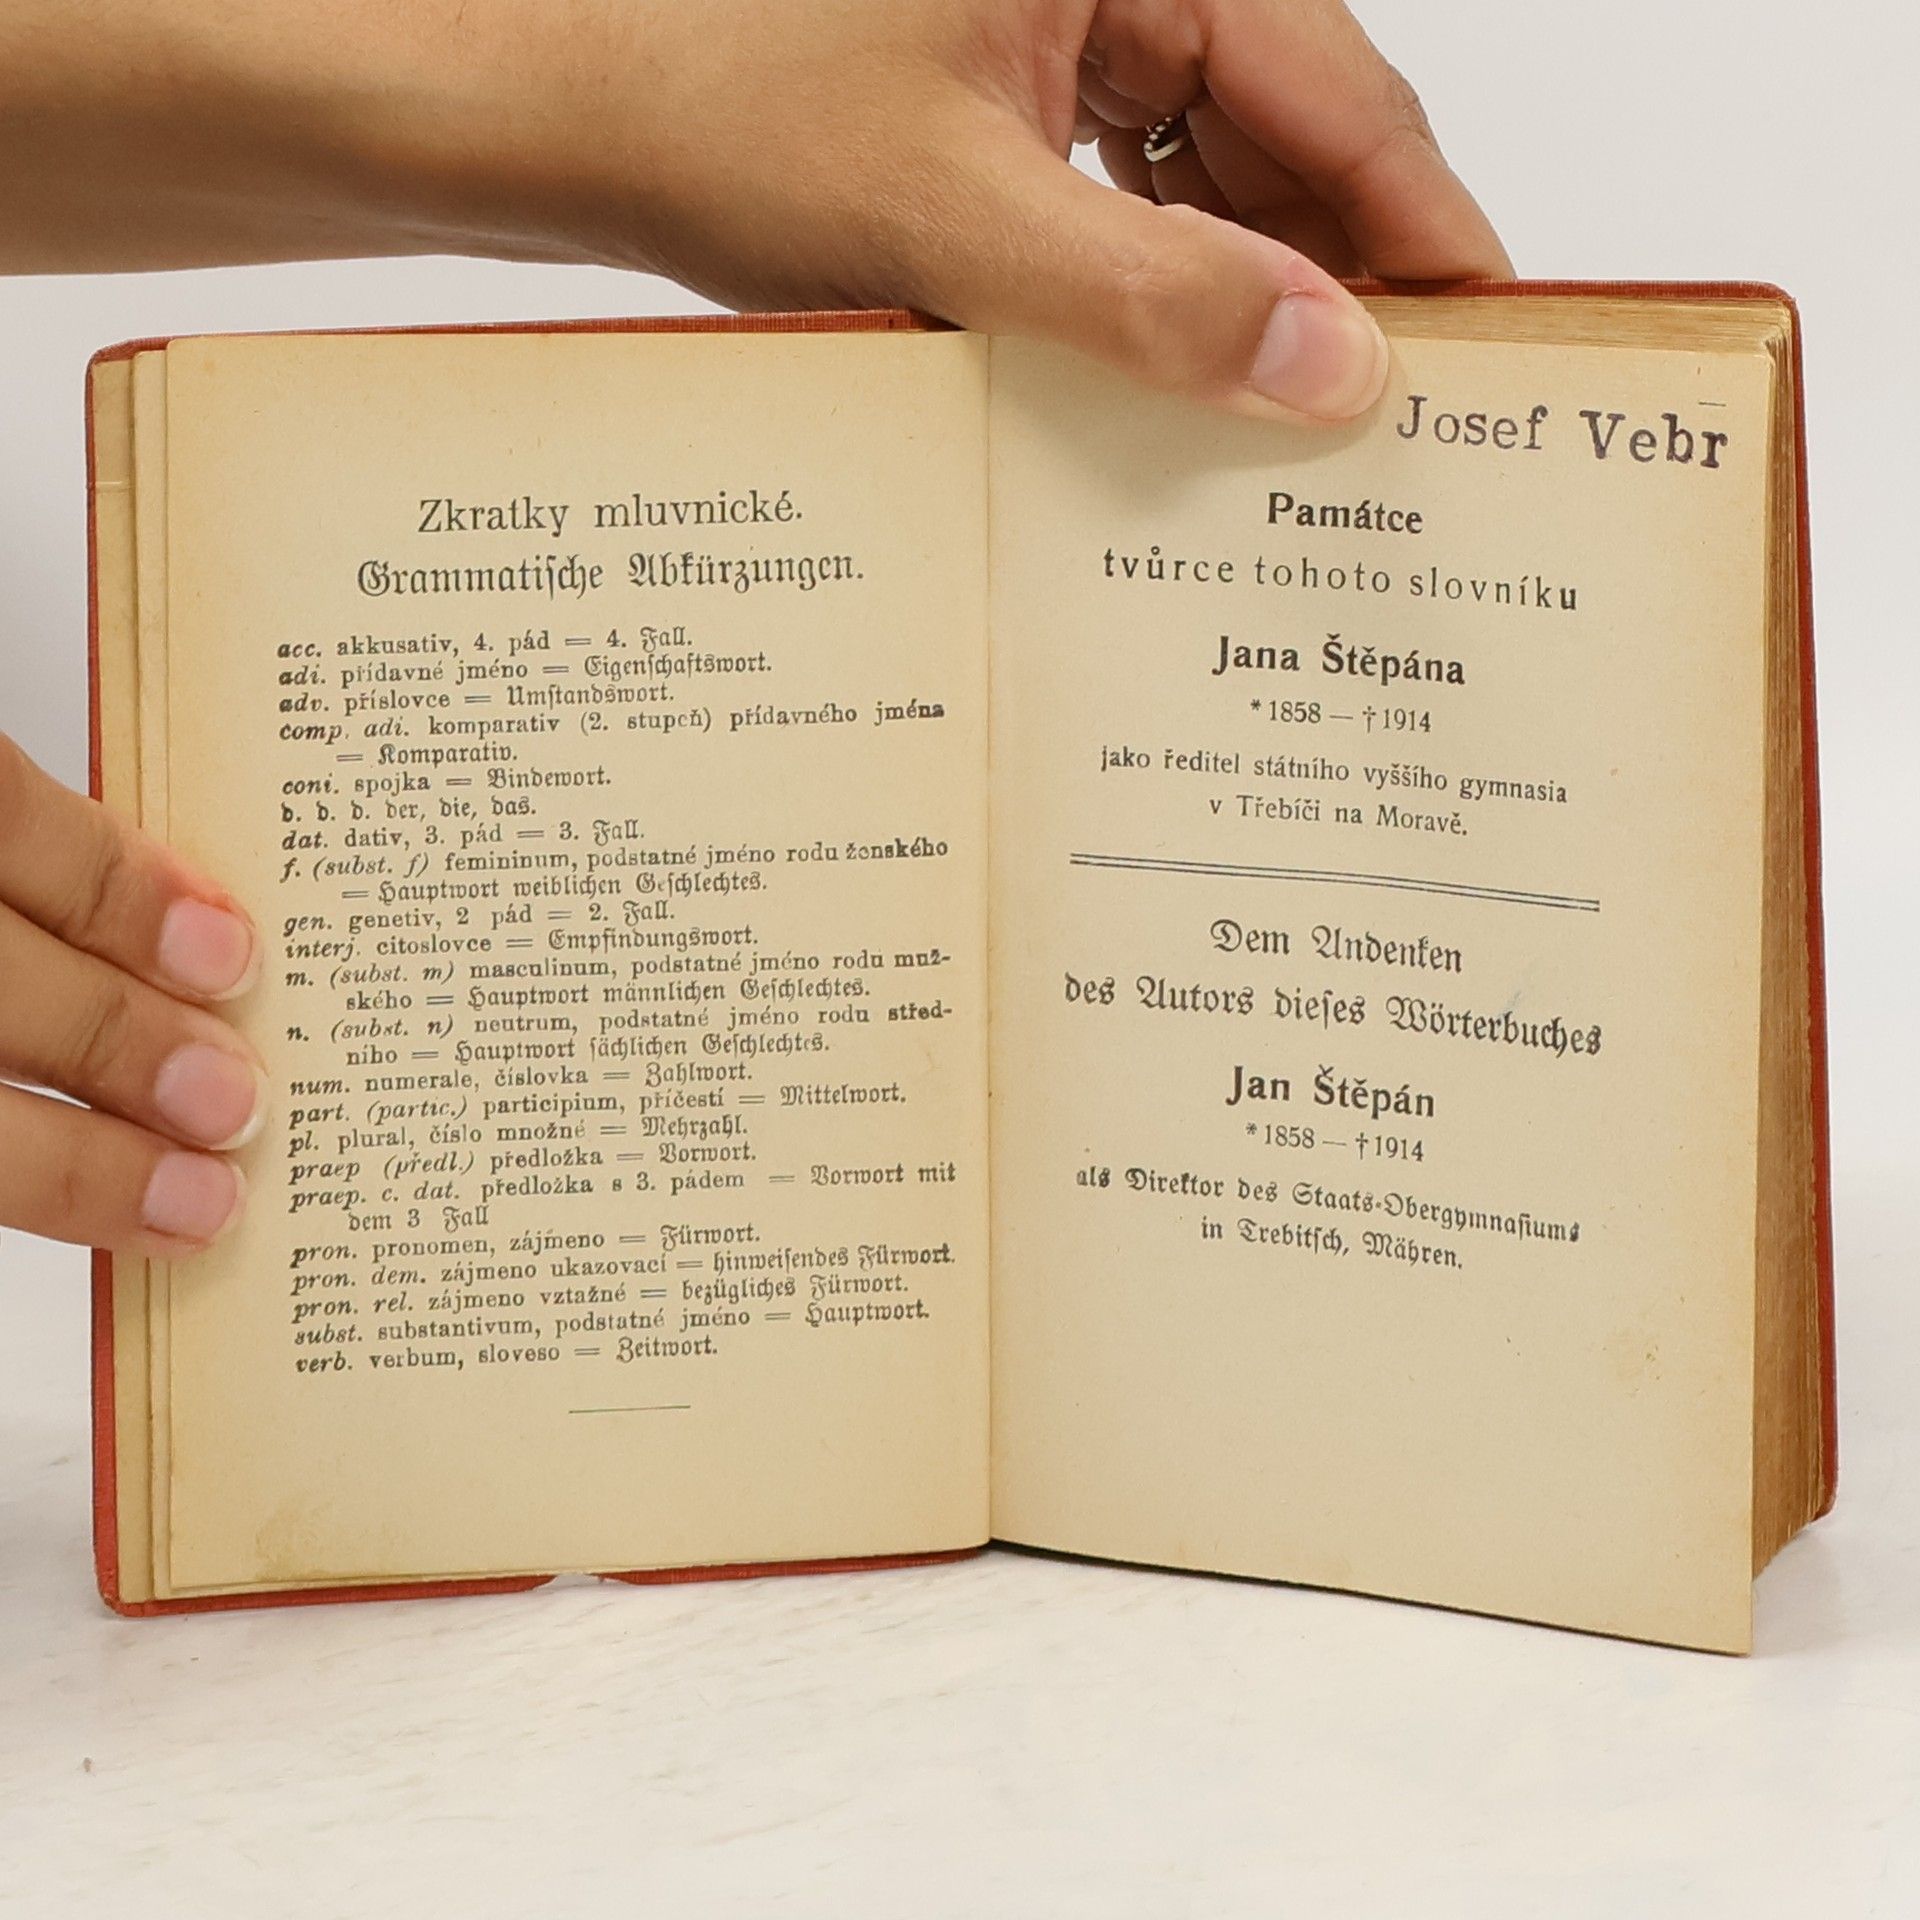 Zkratky mluvnické.
Grammatiſche Abkürzungen.
acc. akkusativ, 4. pád = 4. Fall.
adi. přídavné jméno = Eigenſchaftswort.
adv. příslovce = Umſtandswort.
comp. adi. komparativ (2. stupeň) přídavného jména
= Komparativ.
coni. spojka = Bindewort.
d. d. d. der, die, das.
dat. dativ, 3. pád = 3. Fall.
f. (subst. f) femininum, podstatné jméno rodu ženského
= Hauptwort weiblichen Geſchlechtes.
gen. genetiv, 2 pád = 2. Fall.
interj. citoslovce = Empfindungswort.
m. (subst. m) masculinum, podstatné jméno rodu muž-
ského = Hauptwort männlichen Geſchlechtes.
n. (subst. n) neutrum, podstatné jméno rodu střed-
ního = Hauptwort ſächlichen Geſchlechtes.
num. numerale, číslovka = Zahlwort.
part. (partic.) participium, příčestí = Mittelwort.
pl. plural, číslo množné = Mehrzahl.
praep (předl.) předložka = Vorwort.
praep. c. dat. předložka s 3. pádem = Vorwort mit
dem 3 Fall
pron. pronomen, zájmeno = Fürwort.
pron. dem. zájmeno ukazovací = hinweiſendes Fürwort.
pron. rel. zájmeno vztažné = bezügliches Fürwort.
subst. substantivum, podstatné jméno = Hauptwort.
verb. verbum, sloveso = Zeitwort.
Josef Vebr
Památce
tvůrce tohoto slovníku
Jana Štěpána
* 1858 — † 1914
jako ředitel státního vyššího gymnasia
v Třebíči na Moravě.
Dem Andenken
des Autors dieſes Wörterbuches
Jan Štěpán
* 1858 — † 1914
als Direktor des Staats-Obergymnaſiums
in Trebitſch, Mähren.